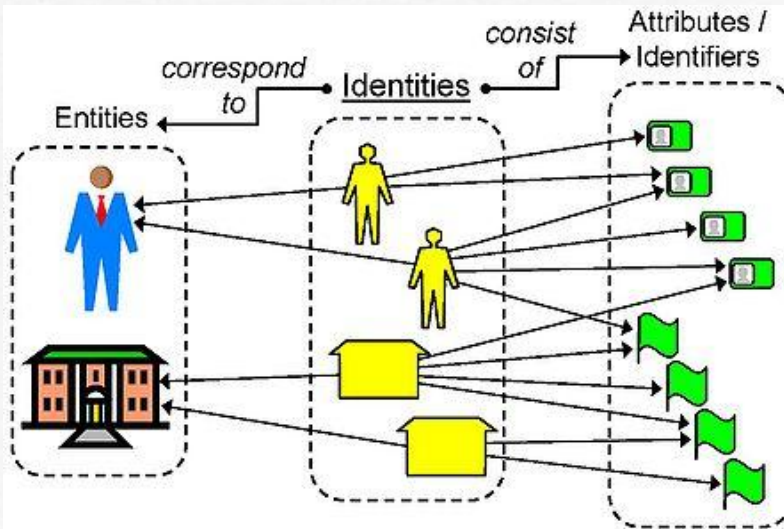 Entities
correspond
to
Identities
consist
of
Attributes /
Identifiers